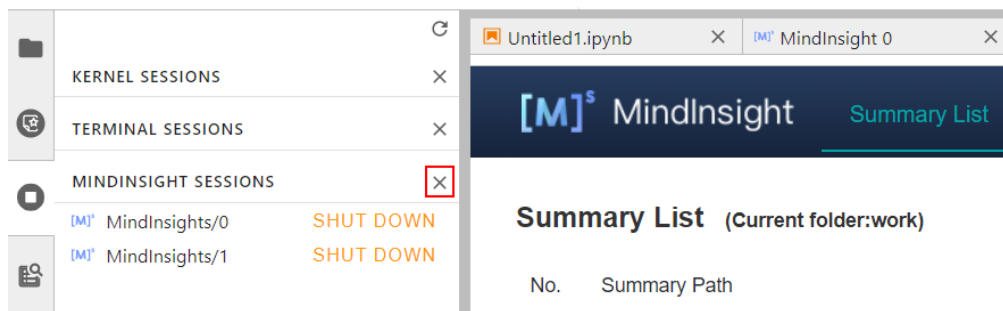 Untitled1.ipynb
[M]ˢ MindInsight 0
KERNEL SESSIONS
TERMINAL SESSIONS
MINDINSIGHT SESSIONS
[M]ˢ MindInsights/0 SHUT DOWN
[M]ˢ MindInsights/1 SHUT DOWN
[M]ˢ MindInsight Summary List
Summary List (Current folder:work)
No. Summary Path